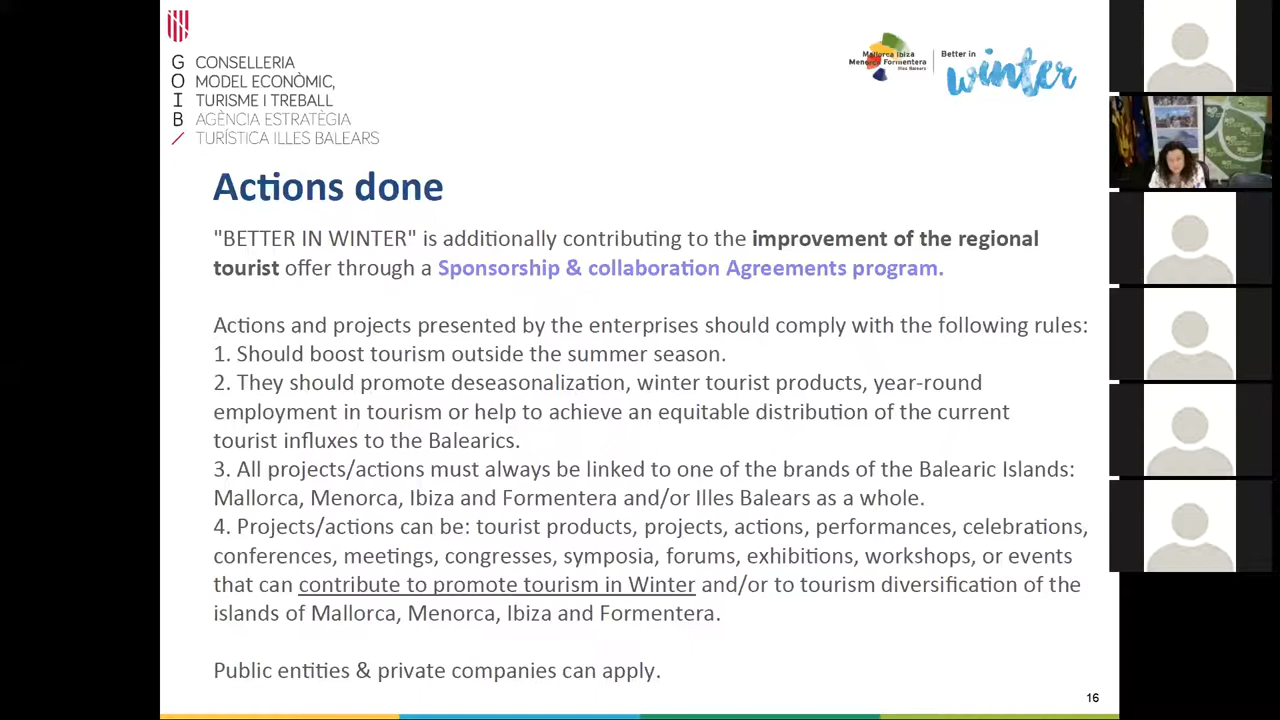 G CONSELLERIA
O MODEL ECONÒMIC,
I TURISME I TREBALL
B AGÈNCIA ESTRATÈGIA
/ TURÍSTICA ILLES BALEARS
Mallorca Ibiza
Menorca Formentera
Illes Balears
Better in
winter
Actions done
"BETTER IN WINTER" is additionally contributing to the improvement of the regional
tourist offer through a Sponsorship & collaboration Agreements program.
Actions and projects presented by the enterprises should comply with the following rules:
1. Should boost tourism outside the summer season.
2. They should promote deseasonalization, winter tourist products, year-round
employment in tourism or help to achieve an equitable distribution of the current
tourist influxes to the Balearics.
3. All projects/actions must always be linked to one of the brands of the Balearic Islands:
Mallorca, Menorca, Ibiza and Formentera and/or Illes Balears as a whole.
4. Projects/actions can be: tourist products, projects, actions, performances, celebrations,
conferences, meetings, congresses, symposia, forums, exhibitions, workshops, or events
that can contribute to promote tourism in Winter and/or to tourism diversification of the
islands of Mallorca, Menorca, Ibiza and Formentera.
Public entities & private companies can apply.
16